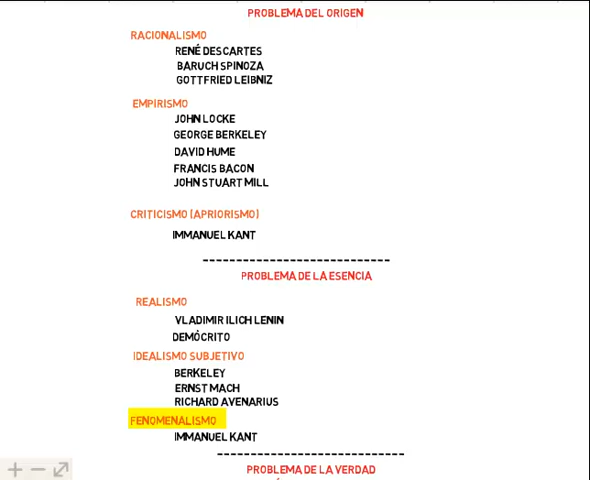 PROBLEMA DEL ORIGEN
RACIONALISMO
RENÉ DESCARTES
BARUCH SPINOZA
GOTTFRIED LEIBNIZ
EMPIRISMO
JOHN LOCKE
GEORGE BERKELEY
DAVID HUME
FRANCIS BACON
JOHN STUART MILL
CRITICISMO (APRIORISMO)
IMMANUEL KANT
----------------------------
PROBLEMA DE LA ESENCIA
REALISMO
VLADIMIR ILICH LENIN
DEMÓCRITO
IDEALISMO SUBJETIVO
BERKELEY
ERNST MACH
RICHARD AVENARIUS
FENOMENALISMO
IMMANUEL KANT
----------------------------
PROBLEMA DE LA VERDAD